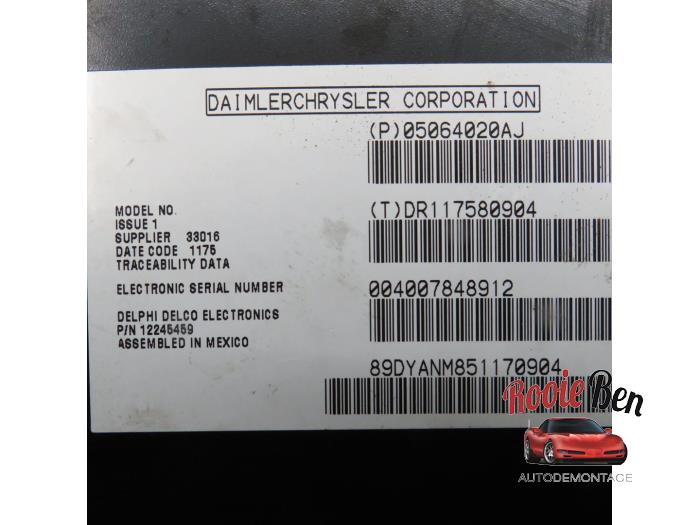 DAIMLERCHRYSLER CORPORATION
(P)05064020AJ
MODEL NO.
ISSUE 1
SUPPLIER 33016
DATE CODE 1175
TRACEABILITY DATA
(T)DR117580904
ELECTRONIC SERIAL NUMBER
004007848912
DELPHI DELCO ELECTRONICS
P/N 12245459
ASSEMBLED IN MEXICO
89DYANM851170904
Rooie Ben
AUTODEMONTAGE